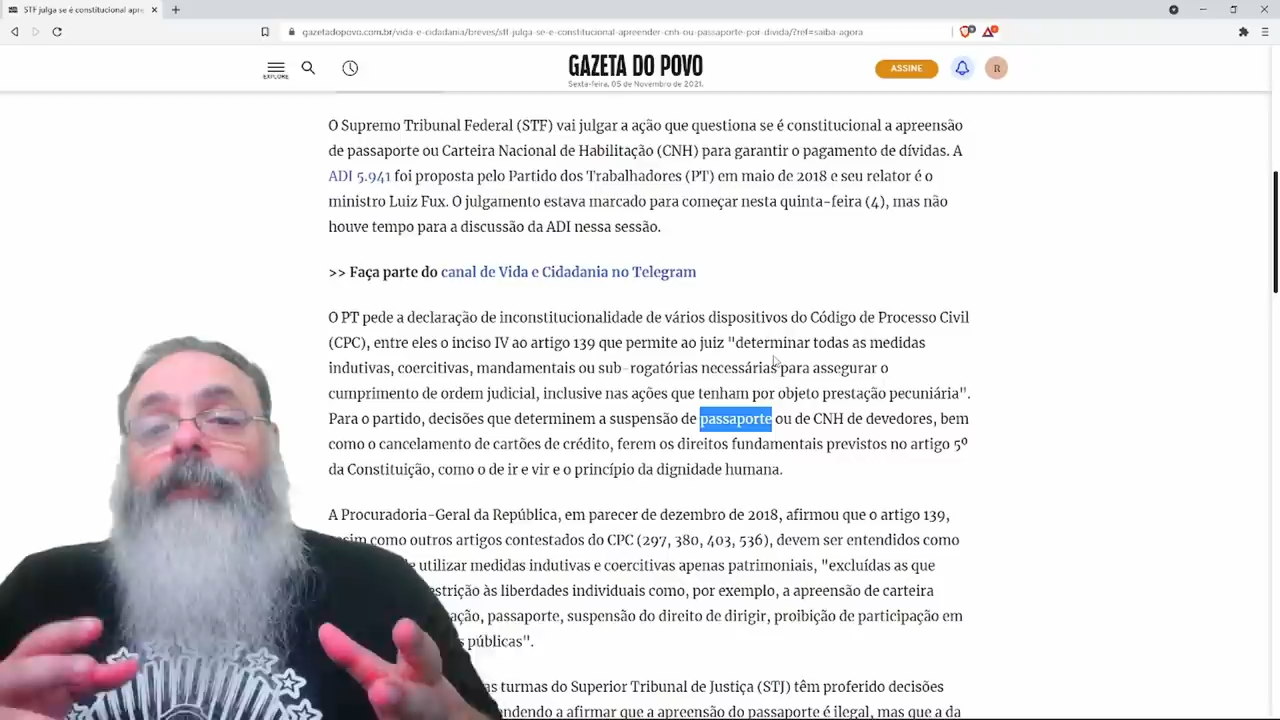 STF julga se é constitucional apre
gazetadopovo.com.br/vida-e-cidadania/breves/stf-julga-se-e-constitucional-apreender-cnh-ou-passaporte-por-divida/?ref=saiba-agora
EXPLORE
GAZETA DO POVO
Sexta-feira, 05 de Novembro de 2021.
ASSINE
R
O Supremo Tribunal Federal (STF) vai julgar a ação que questiona se é constitucional a apreensão
de passaporte ou Carteira Nacional de Habilitação (CNH) para garantir o pagamento de dívidas. A
ADI 5.941 foi proposta pelo Partido dos Trabalhadores (PT) em maio de 2018 e seu relator é o
ministro Luiz Fux. O julgamento estava marcado para começar nesta quinta-feira (4), mas não
houve tempo para a discussão da ADI nessa sessão.
>> Faça parte do canal de Vida e Cidadania no Telegram
O PT pede a declaração de inconstitucionalidade de vários dispositivos do Código de Processo Civil
(CPC), entre eles o inciso IV ao artigo 139 que permite ao juiz "determinar todas as medidas
indutivas, coercitivas, mandamentais ou sub-rogatórias necessárias para assegurar o
cumprimento de ordem judicial, inclusive nas ações que tenham por objeto prestação pecuniária".
Para o partido, decisões que determinem a suspensão de passaporte ou de CNH de devedores, bem
como o cancelamento de cartões de crédito, ferem os direitos fundamentais previstos no artigo 5º
da Constituição, como o de ir e vir e o princípio da dignidade humana.
A Procuradoria-Geral da República, em parecer de dezembro de 2018, afirmou que o artigo 139,
como outros artigos contestados do CPC (297, 380, 403, 536), devem ser entendidos como
utilizar medidas indutivas e coercitivas apenas patrimoniais, "excluídas as que
às liberdades individuais como, por exemplo, a apreensão de carteira
passaporte, suspensão do direito de dirigir, proibição de participação em
públicas".
turmas do Superior Tribunal de Justiça (STJ) têm proferido decisões
a afirmar que a apreensão do passaporte é ilegal, mas que a da